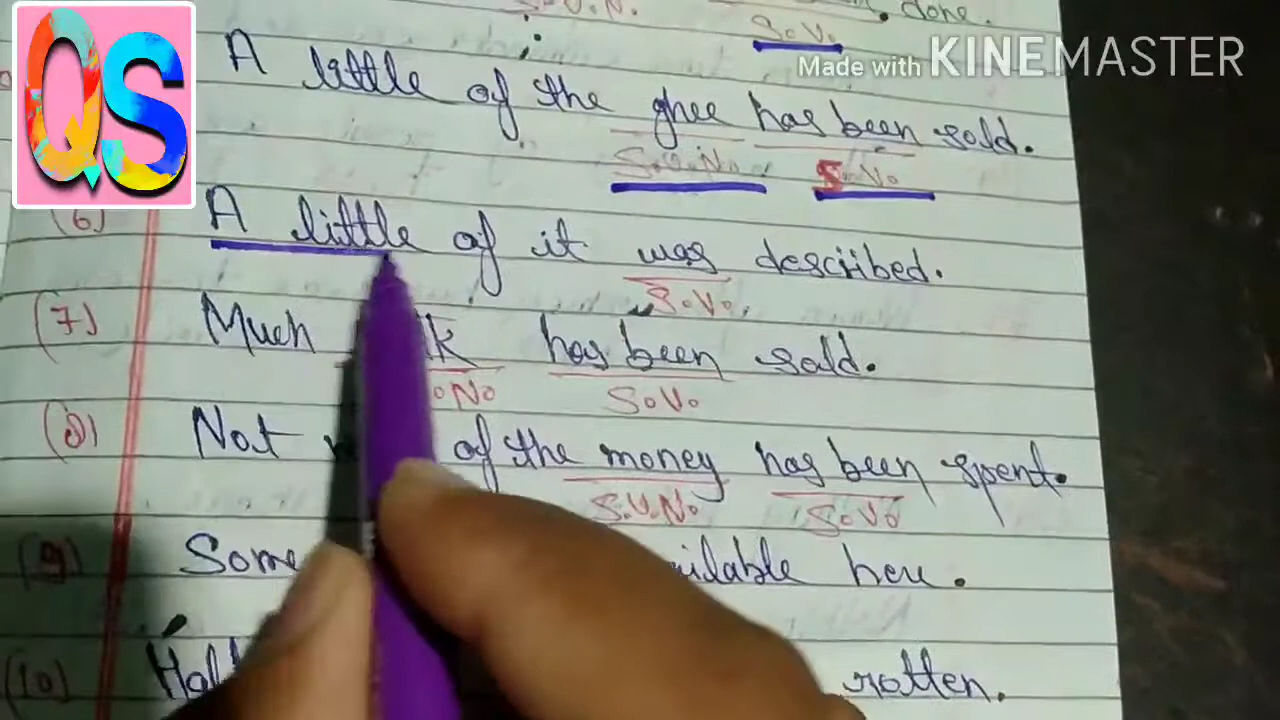 S.U.N. done.
S.V.
Made with KINEMASTER
QS
A little of the ghee has been sold.
S.U.N. S.V.
(6) A little of it was described.
S.V.
(7) Much has been sold.
S.V.
(8) Not of the money has been spent.
S.U.N. S.V.
(9) Some here.
(10) rotten.